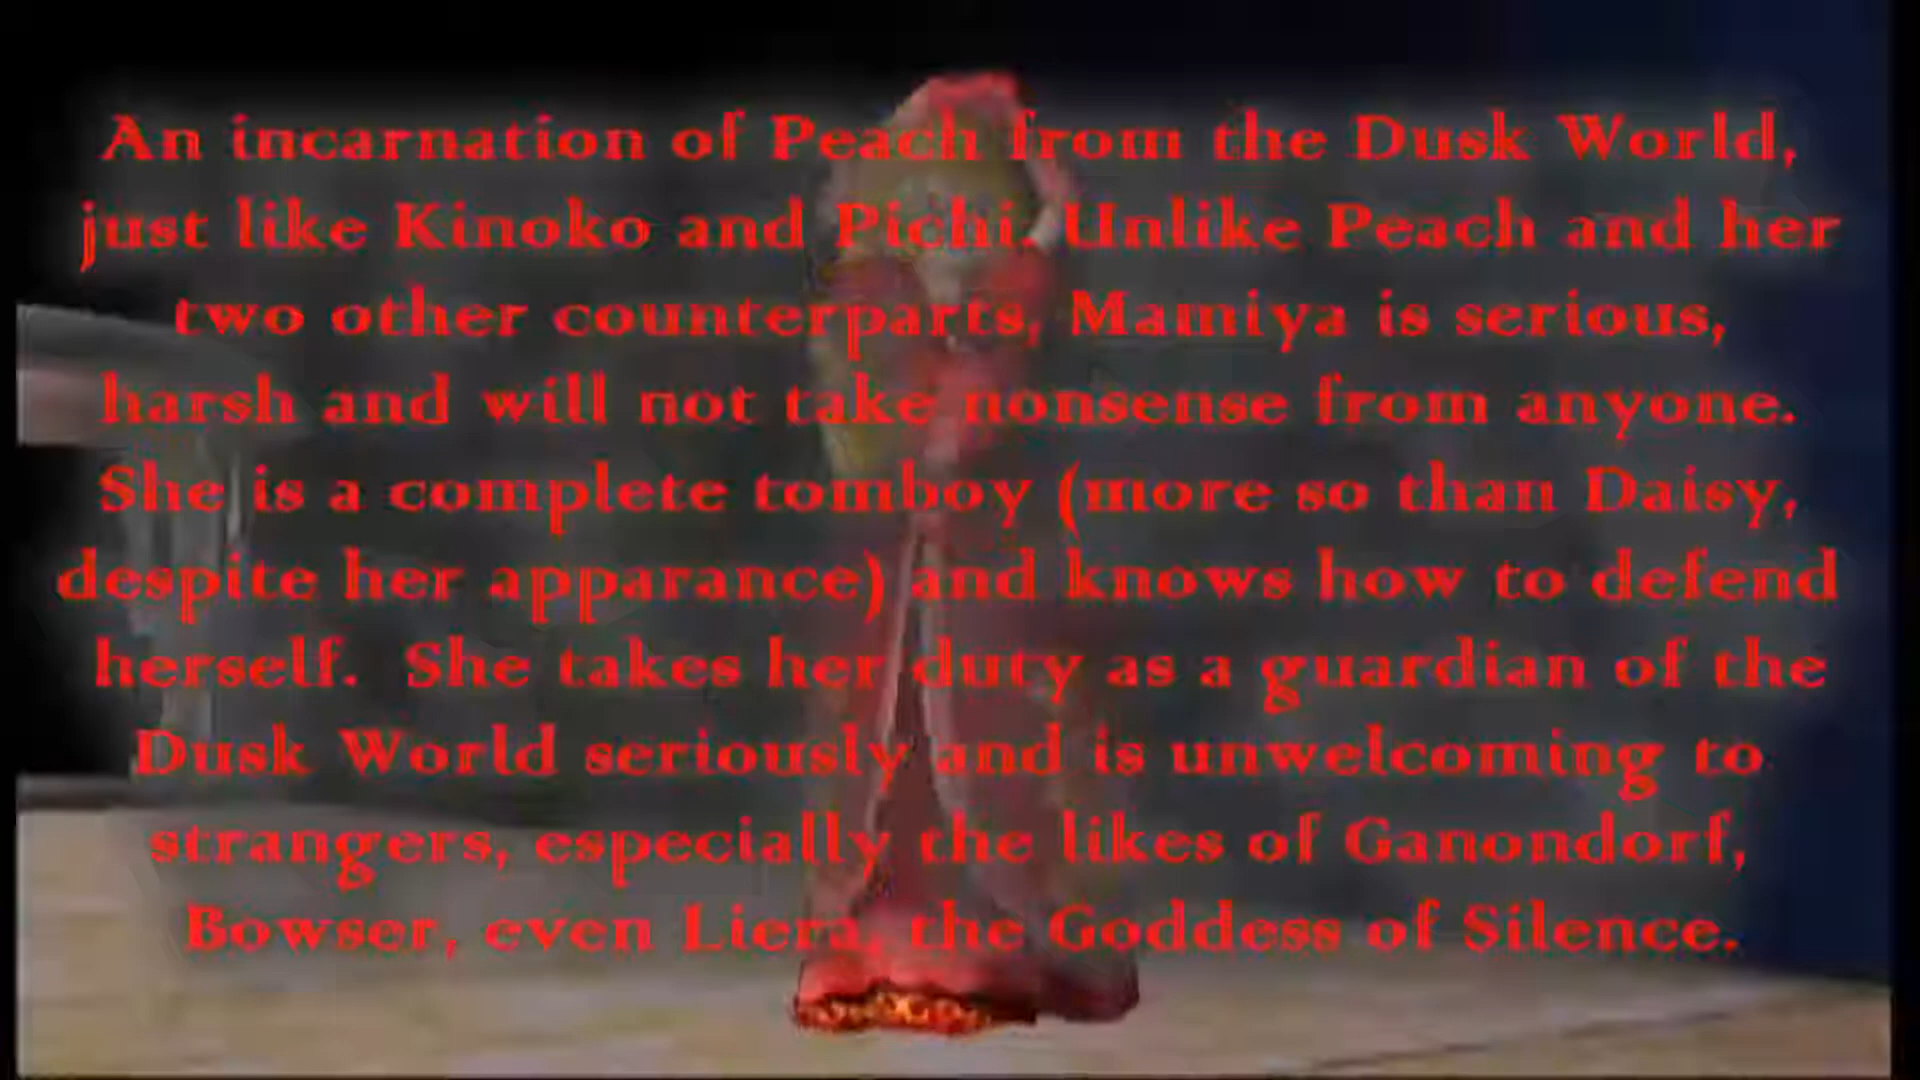 An incarnation of Peach from the Dusk World,
just like Kinoko and Pichi. Unlike Peach and her
two other counterparts, Mamiya is serious,
harsh and will not take nonsense from anyone.
She is a complete tomboy (more so than Daisy,
despite her apparance) and knows how to defend
herself.  She takes her duty as a guardian of the
Dusk World seriously and is unwelcoming to
strangers, especially the likes of Ganondorf,
Bowser, even Liera, the Goddess of Silence.